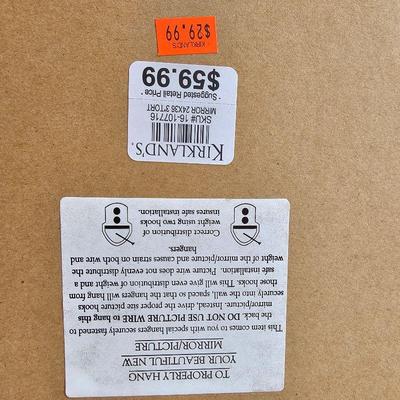 TO PROPERLY HANG
YOUR BEAUTIFUL NEW
MIRROR/PICTURE
This item comes to you with special hangers securely fastened to
the back. DO NOT USE PICTURE WIRE to hang this
mirror/picture. Instead, drive the proper size picture hooks
securely into the wall, spaced so that the hangers will hang from
those hooks. This will give even distribution of weight and a
safe installation. Picture wire does not evenly distribute the
weight of the mirror/picture and causes strain on both wire and
hangers.
Correct distribution of
weight using two hooks
insures safe installation.
KIRKLAND'S.
SKU# 16-107716
MIRROR 24X36 3"TORT
Suggested Retail Price
$59.99
KIRKLAND'S
$29.99